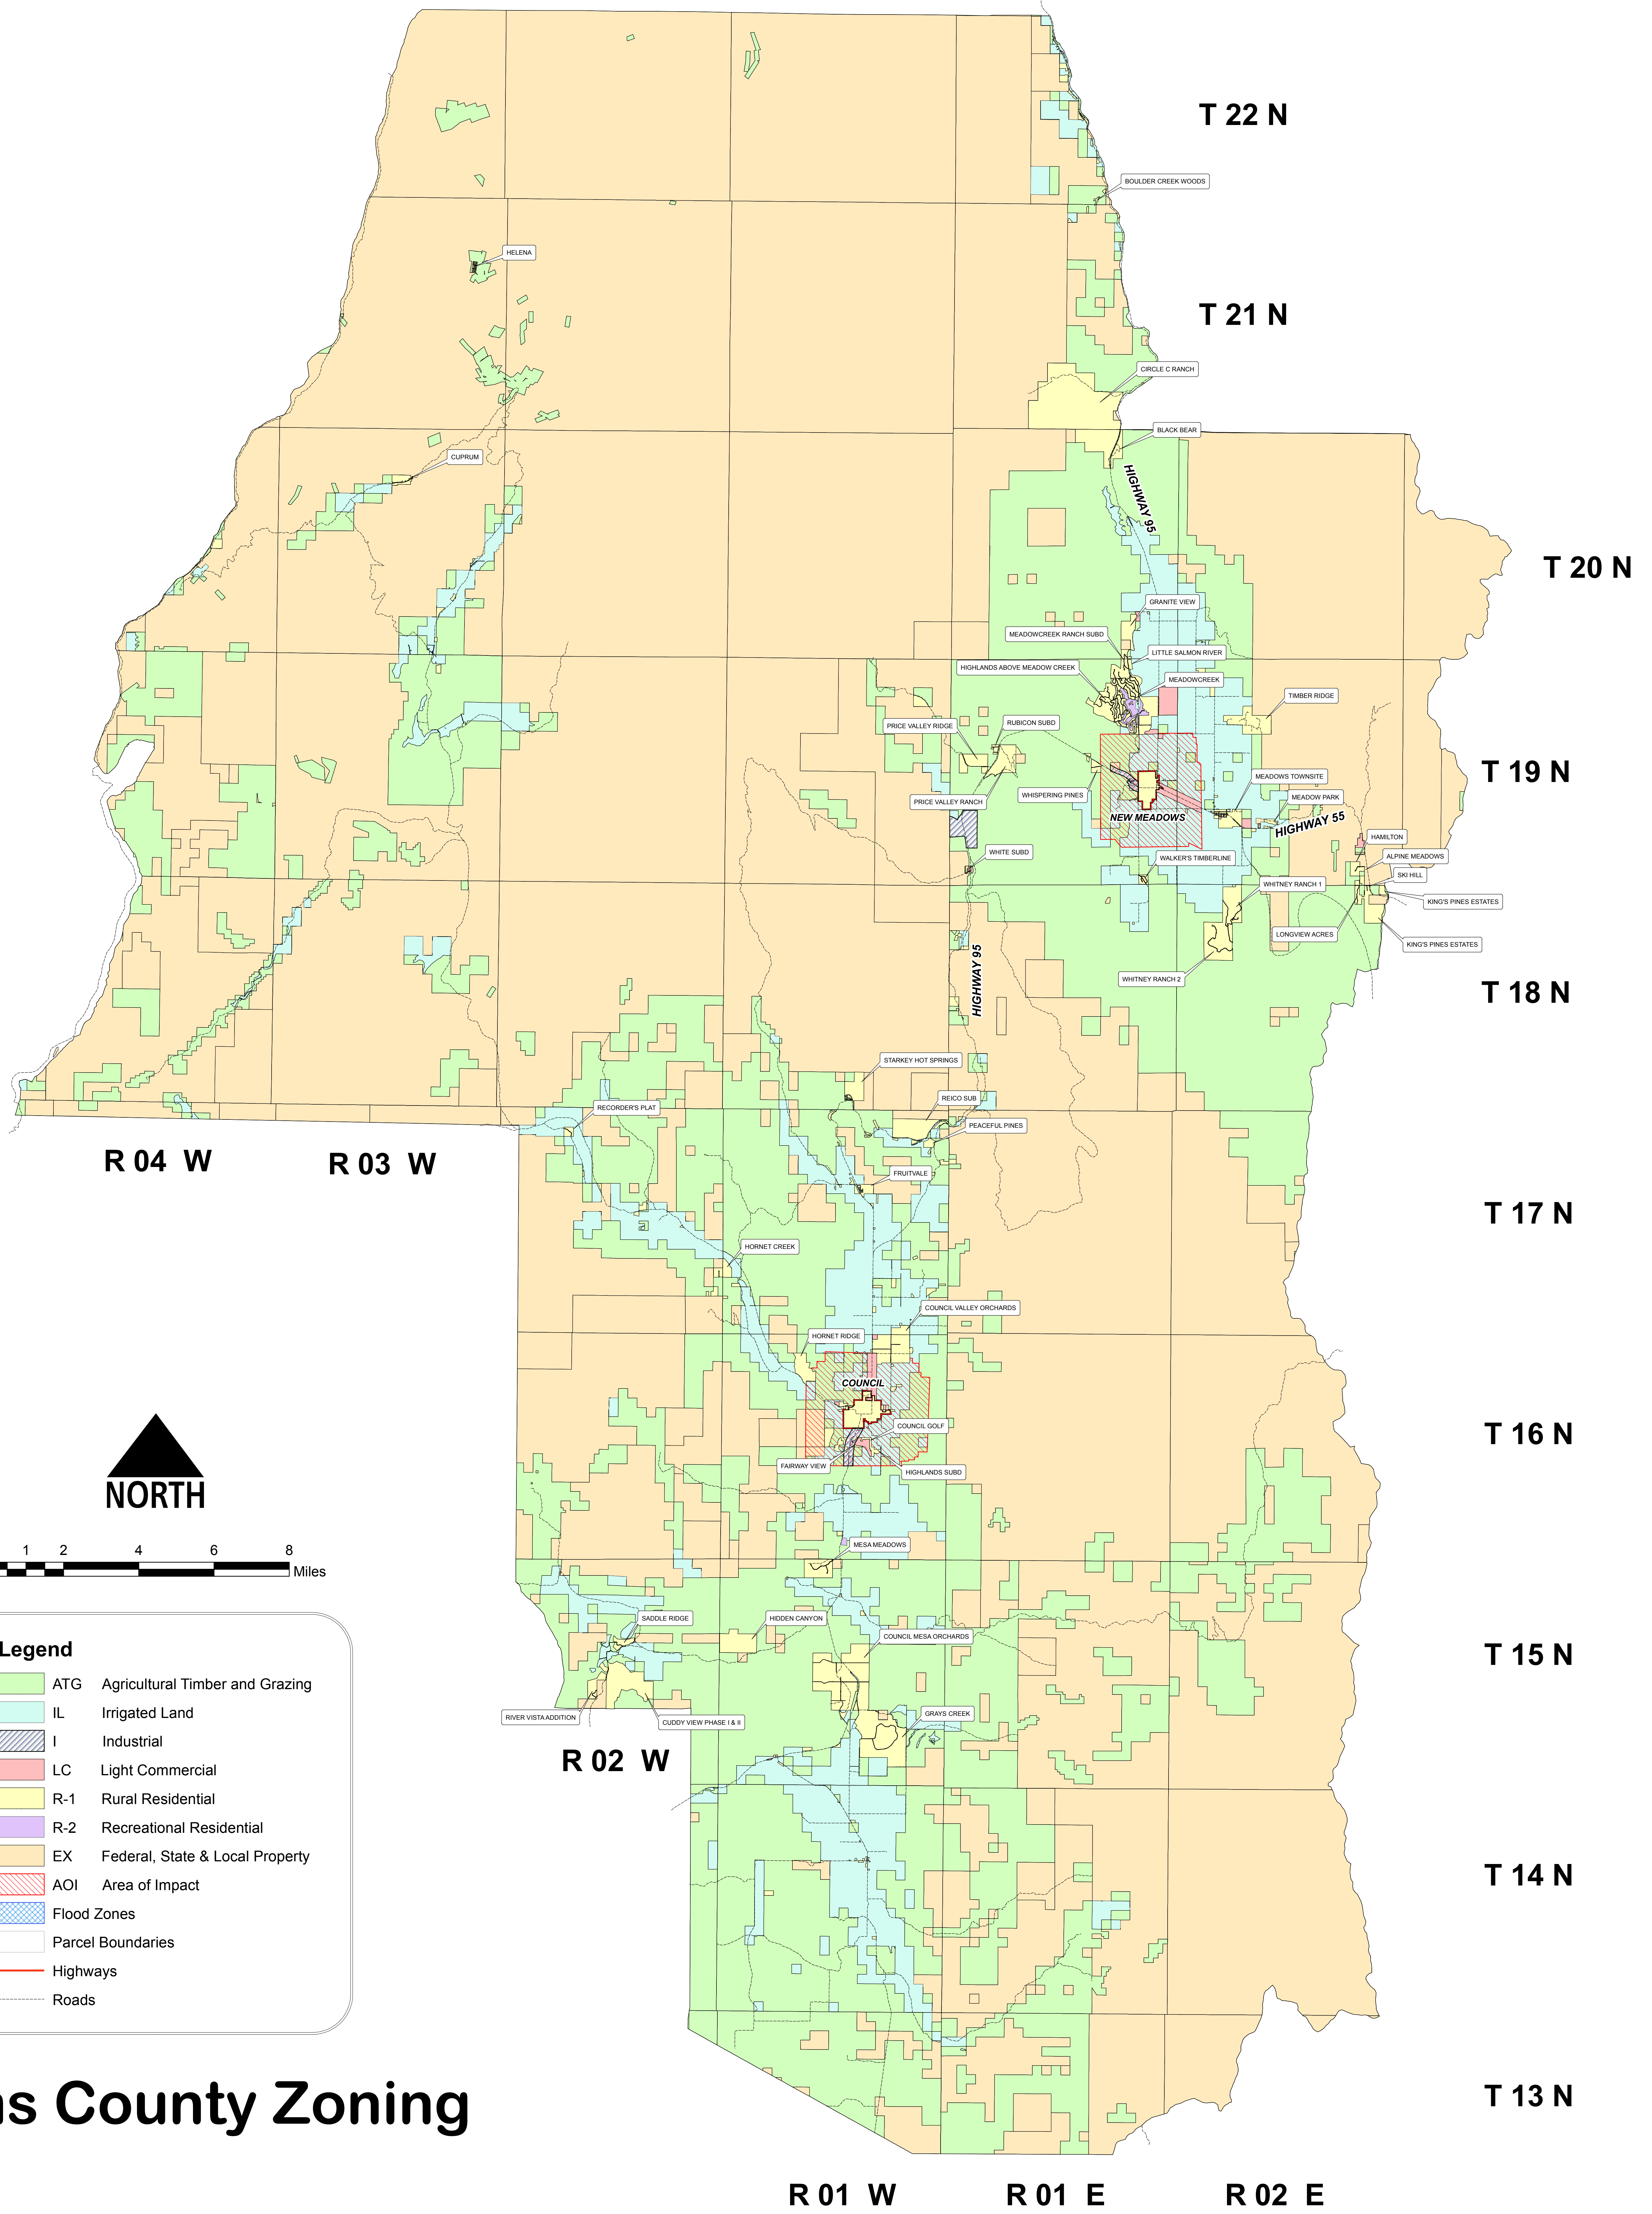 T 22 N
BOULDER CREEK WOODS
HELENA
T 21 N
CIRCLE C RANCH
BLACK BEAR
CUPRUM
HIGHWAY 95
T 20 N
GRANITE VIEW
MEADOWCREEK RANCH SUBD
LITTLE SALMON RIVER
HIGHLANDS ABOVE MEADOW CREEK
MEADOWCREEK
TIMBER RIDGE
RUBICON SUBD
PRICE VALLEY RIDGE
T 19 N
MEADOWS TOWNSITE
WHISPERING PINES
MEADOW PARK
PRICE VALLEY RANCH
NEW MEADOWS
HIGHWAY 55
HAMILTON
WHITE SUBD
ALPINE MEADOWS
WALKER'S TIMBERLINE
SKI HILL
WHITNEY RANCH 1
KING'S PINES ESTATES
LONGVIEW ACRES
KING'S PINES ESTATES
HIGHWAY 95
WHITNEY RANCH 2
T 18 N
STARKEY HOT SPRINGS
REICO SUB
RECORDER'S PLAT
PEACEFUL PINES
R 04 W
R 03 W
FRUITVALE
T 17 N
HORNET CREEK
COUNCIL VALLEY ORCHARDS
HORNET RIDGE
COUNCIL
COUNCIL GOLF
T 16 N
FAIRWAY VIEW
HIGHLANDS SUBD
NORTH
MESA MEADOWS
1 2 4 6 8
Miles
SADDLE RIDGE
HIDDEN CANYON
COUNCIL MESA ORCHARDS
T 15 N
RIVER VISTA ADDITION
CUDDY VIEW PHASE I & II
GRAYS CREEK
R 02 W
Legend
ATG Agricultural Timber and Grazing
IL Irrigated Land
I Industrial
LC Light Commercial
R-1 Rural Residential
R-2 Recreational Residential
EX Federal, State & Local Property
AOI Area of Impact
Flood Zones
Parcel Boundaries
Highways
Roads
T 14 N
s County Zoning
T 13 N
R 01 W
R 01 E
R 02 E